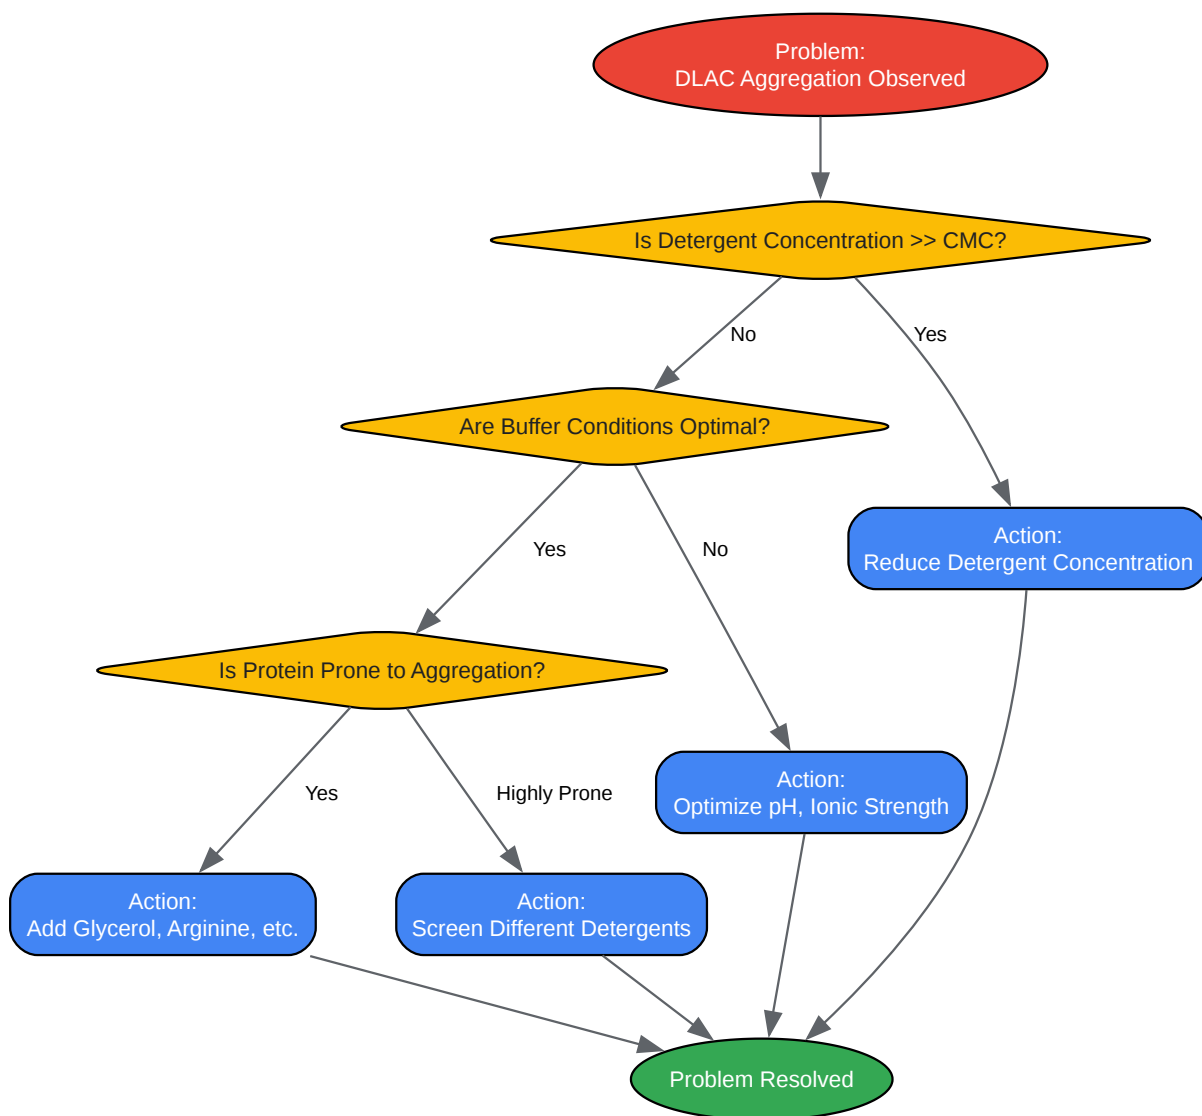 Problem:
DLAC Aggregation Observed
Is Detergent Concentration >> CMC?
No
Yes
Are Buffer Conditions Optimal?
Action:
Reduce Detergent Concentration
Yes
No
Is Protein Prone to Aggregation?
Action:
Optimize pH, Ionic Strength
Yes
Highly Prone
Action:
Add Glycerol, Arginine, etc.
Action:
Screen Different Detergents
Problem Resolved